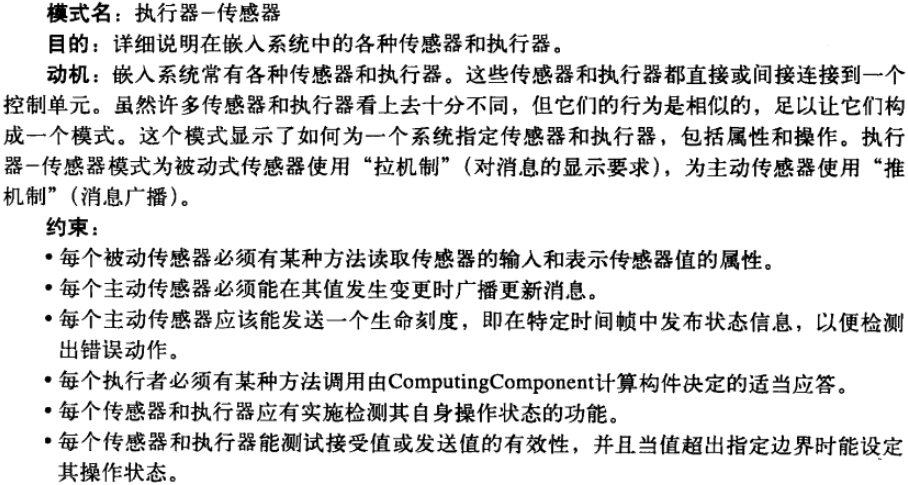 模式名：执行器-传感器
目的：详细说明在嵌入系统中的各种传感器和执行器。
动机：嵌入系统常有各种传感器和执行器。这些传感器和执行器都直接或间接连接到一个
控制单元。虽然许多传感器和执行器看上去十分不同，但它们的行为是相似的，足以让它们构
成一个模式。这个模式显示了如何为一个系统指定传感器和执行器，包括属性和操作。执行
器-传感器模式为被动式传感器使用“拉机制”（对消息的显示要求），为主动传感器使用“推
机制”（消息广播）。
约束：
•每个被动传感器必须有某种方法读取传感器的输入和表示传感器值的属性。
•每个主动传感器必须能在其值发生变更时广播更新消息。
•每个主动传感器应该能发送一个生命刻度，即在特定时间帧中发布状态信息，以便检测
出错误动作。
•每个执行者必须有某种方法调用由ComputingComponent计算构件决定的适当应答。
•每个传感器和执行器应有实施检测其自身操作状态的功能。
•每个传感器和执行器能测试接受值或发送值的有效性，并且当值超出指定边界时能设定
其操作状态。